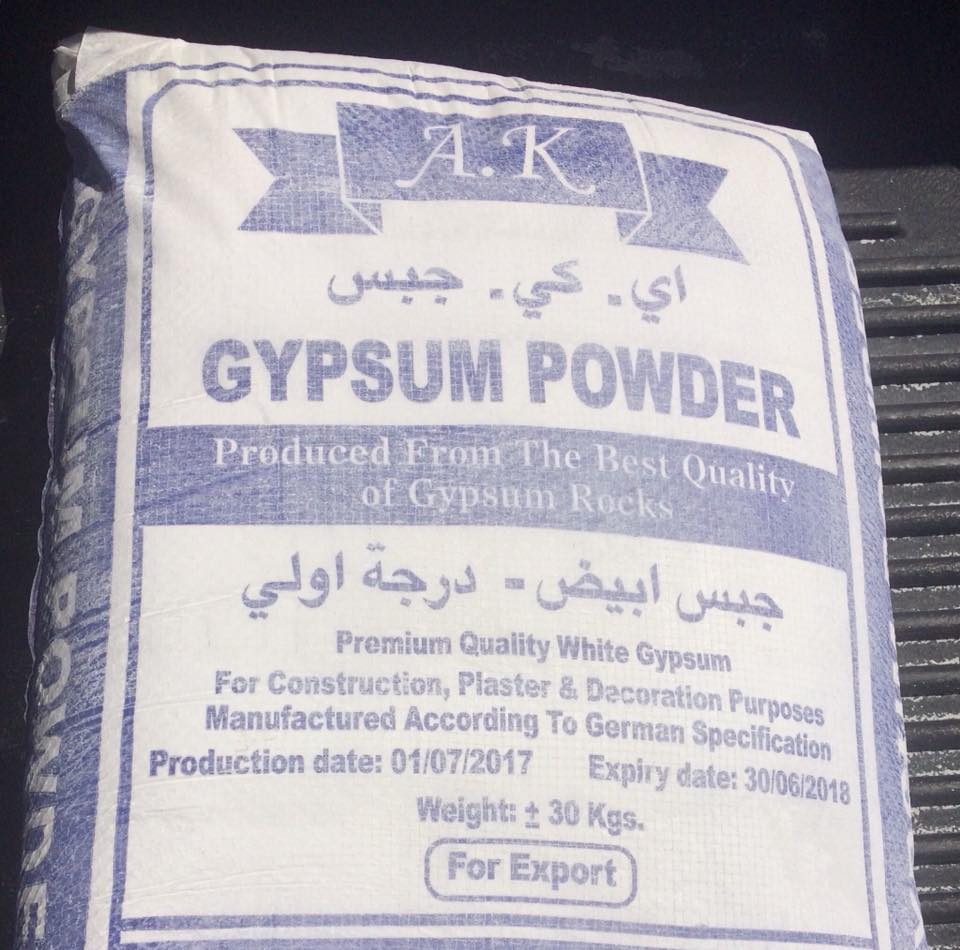 A.K
اي. كي. جبس
GYPSUM POWDER
Produced From The Best Quality
of Gypsum Rocks
جبس ابيض - درجة اولي
Premium Quality White Gypsum
For Construction, Plaster & Decoration Purposes
Manufactured According To German Specification
Production date: 01/07/2017 Expiry date: 30/06/2018
Weight: ± 30 Kgs.
For Export
GYPSUM POWDE